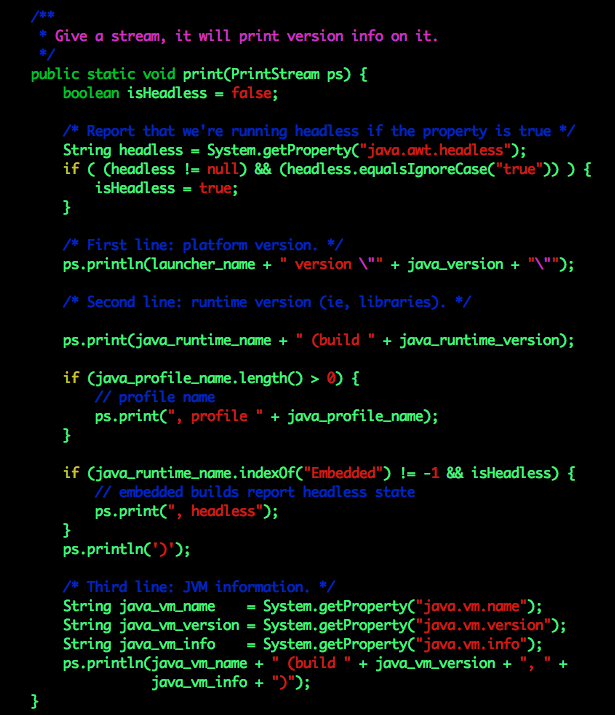 /**
 * Give a stream, it will print version info on it.
 */
public static void print(PrintStream ps) {
    boolean isHeadless = false;

    /* Report that we're running headless if the property is true */
    String headless = System.getProperty("java.awt.headless");
    if ( (headless != null) && (headless.equalsIgnoreCase("true")) ) {
        isHeadless = true;
    }

    /* First line: platform version. */
    ps.println(launcher_name + " version \"" + java_version + "\"");

    /* Second line: runtime version (ie, libraries). */

    ps.print(java_runtime_name + " (build " + java_runtime_version);

    if (java_profile_name.length() > 0) {
        // profile name
        ps.print(", profile " + java_profile_name);
    }

    if (java_runtime_name.indexOf("Embedded") != -1 && isHeadless) {
        // embedded builds report headless state
        ps.print(", headless");
    }
    ps.println(')');

    /* Third line: JVM information. */
    String java_vm_name    = System.getProperty("java.vm.name");
    String java_vm_version = System.getProperty("java.vm.version");
    String java_vm_info    = System.getProperty("java.vm.info");
    ps.println(java_vm_name + " (build " + java_vm_version + ", " +
               java_vm_info + ")");
}